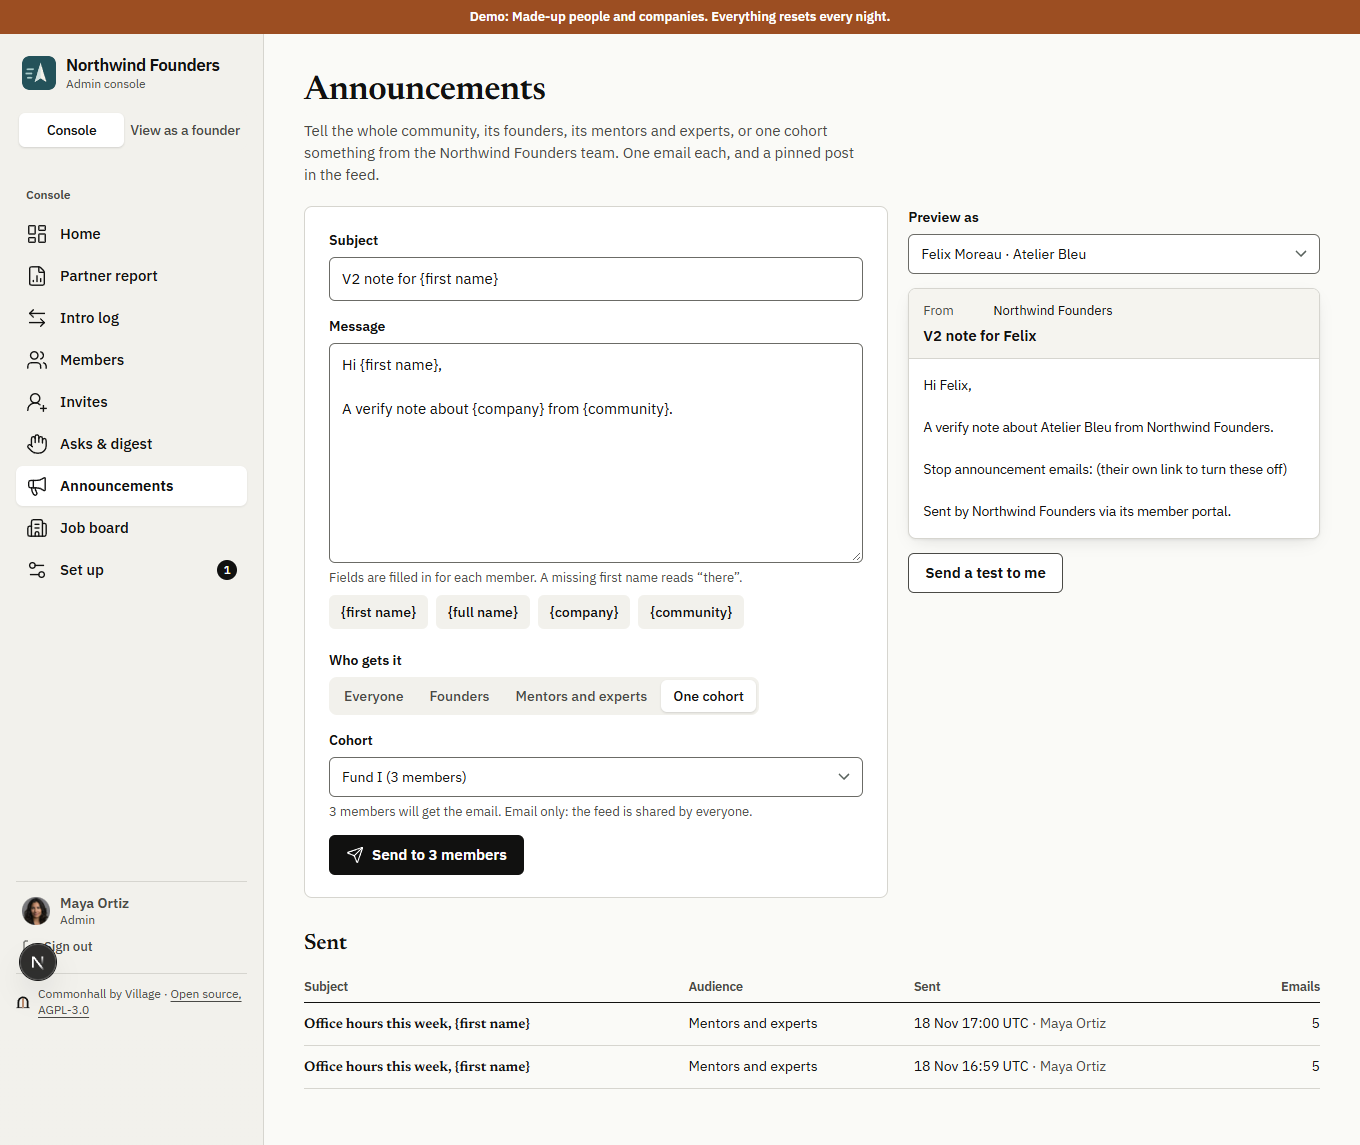 Demo: Made-up people and companies. Everything resets every night.
Northwind Founders
Admin console
Console
View as a founder
Console
Home
Partner report
Intro log
Members
Invites
Asks & digest
Announcements
Job board
Set up
1
Maya Ortiz
Admin
Sign out
N
Commonhall by Village · Open source,
AGPL-3.0
Announcements
Tell the whole community, its founders, its mentors and experts, or one cohort
something from the Northwind Founders team. One email each, and a pinned post
in the feed.
Subject
V2 note for {first name}
Message
Hi {first name},
A verify note about {company} from {community}.
Fields are filled in for each member. A missing first name reads “there”.
{first name} {full name} {company} {community}
Who gets it
Everyone Founders Mentors and experts One cohort
Cohort
Fund I (3 members)
3 members will get the email. Email only: the feed is shared by everyone.
Send to 3 members
Preview as
Felix Moreau · Atelier Bleu
From Northwind Founders
V2 note for Felix
Hi Felix,
A verify note about Atelier Bleu from Northwind Founders.
Stop announcement emails: (their own link to turn these off)
Sent by Northwind Founders via its member portal.
Send a test to me
Sent
Subject Audience Sent Emails
Office hours this week, {first name} Mentors and experts 18 Nov 17:00 UTC · Maya Ortiz 5
Office hours this week, {first name} Mentors and experts 18 Nov 16:59 UTC · Maya Ortiz 5